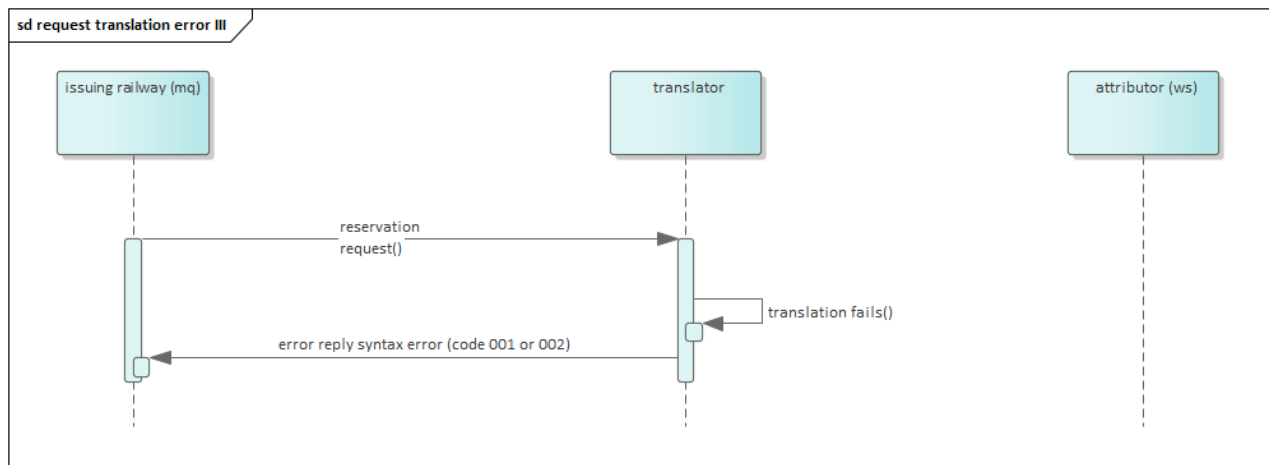 sd request translation error III
issuing railway (mq)
translator
attributor (ws)
reservation
request()
translation fails()
error reply syntax error (code 001 or 002)